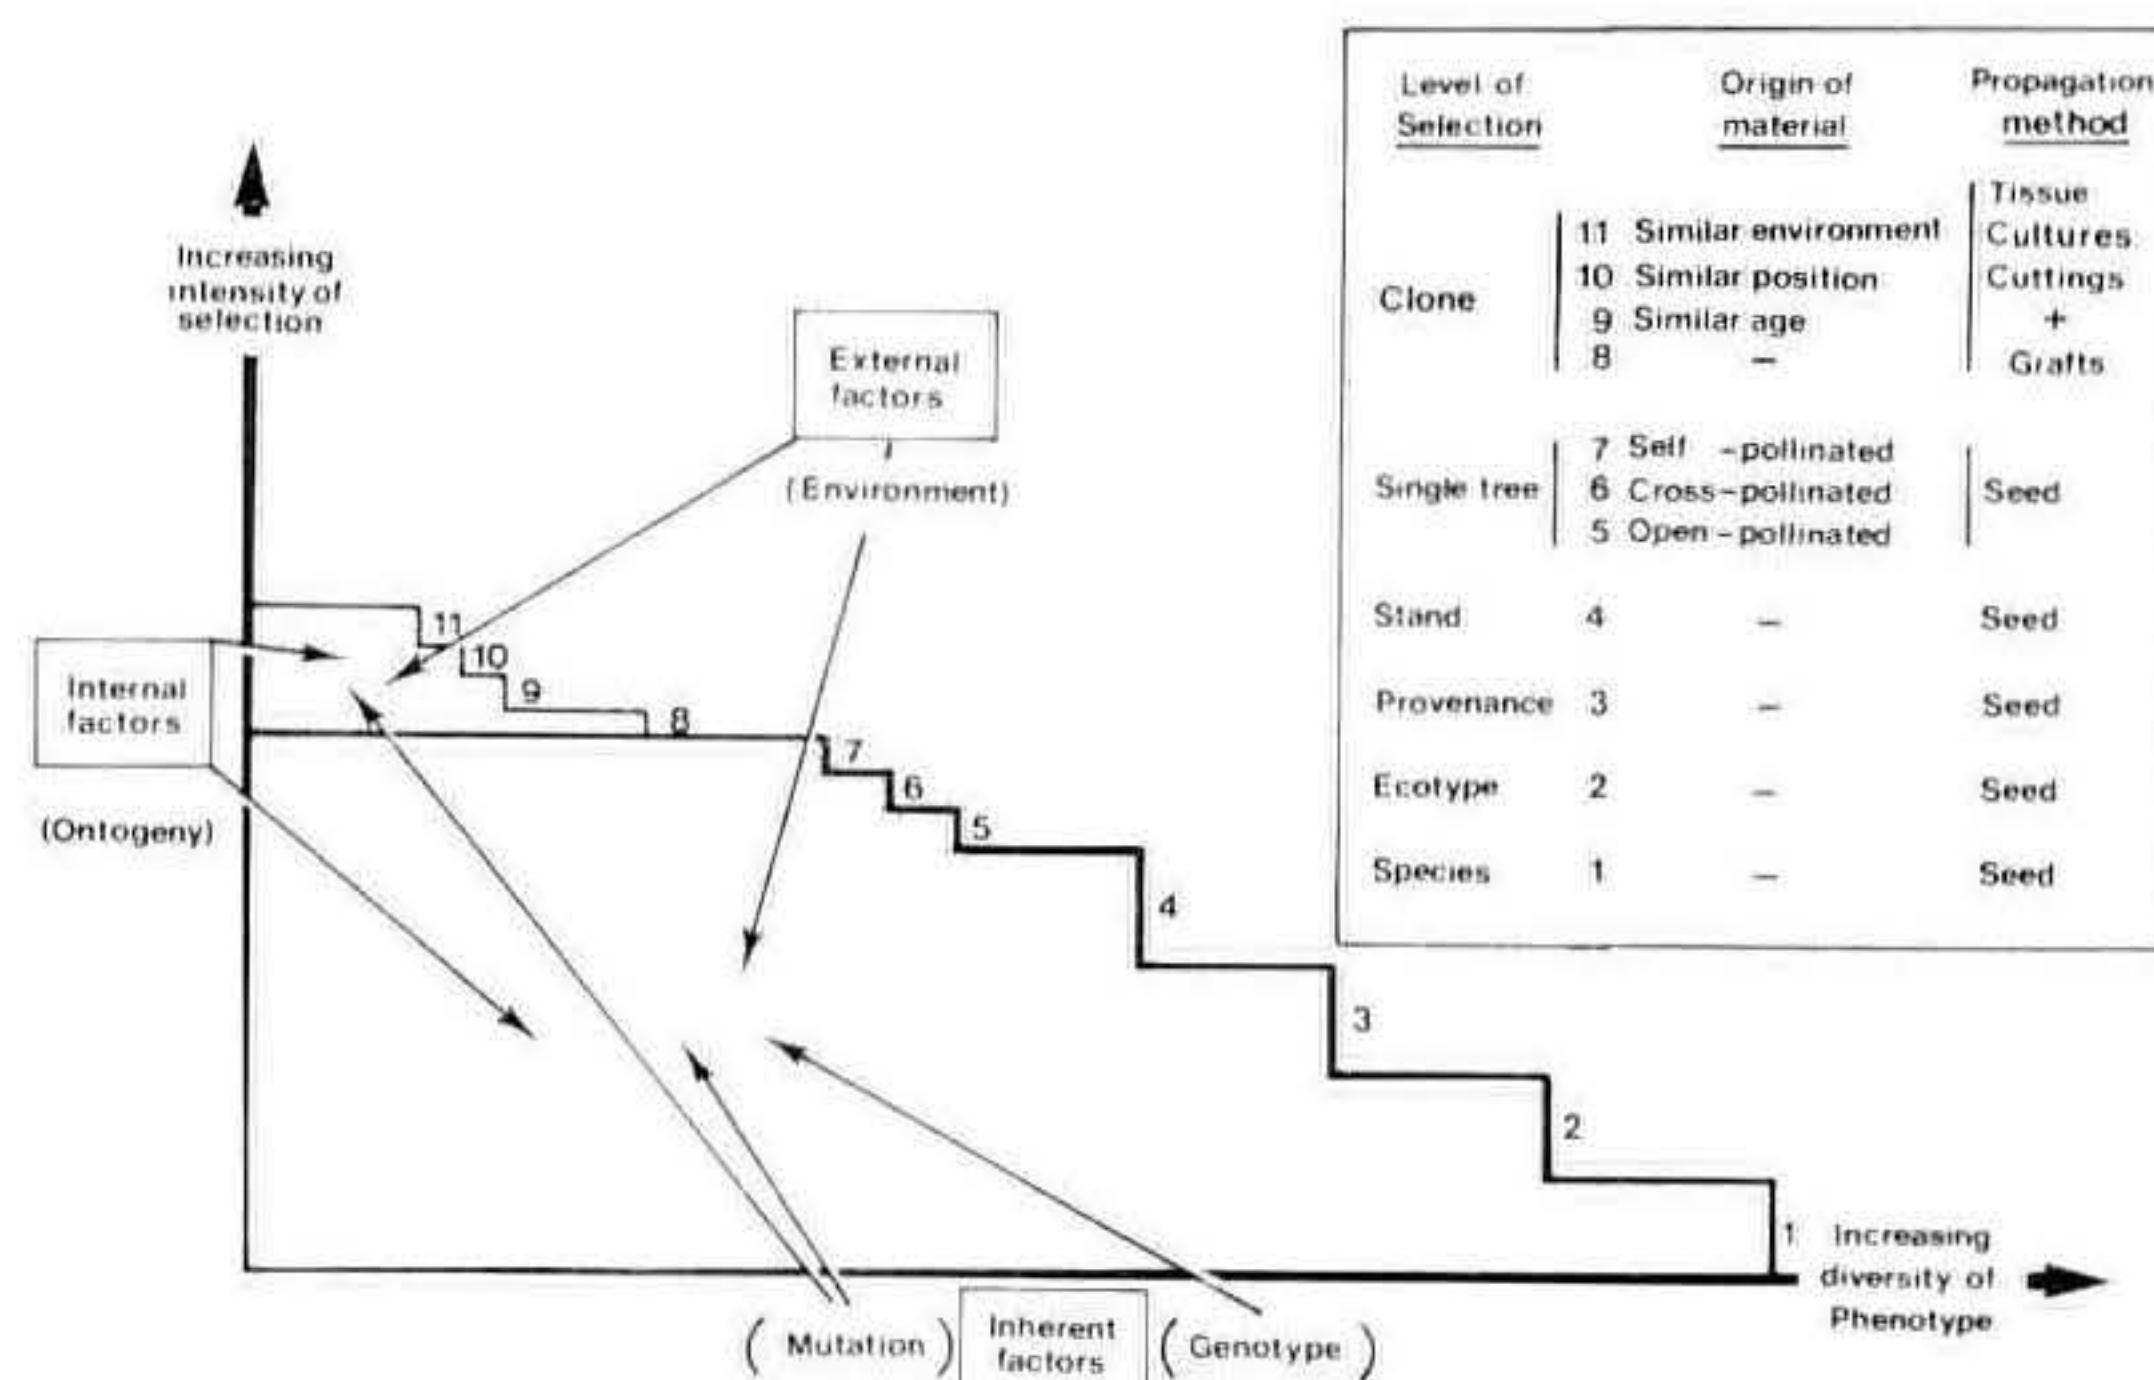 Increasing
intensity of
selection
External
factors
(Environment)
Internal
factors
(Ontogeny)
11
10
9
8
7
6
5
4
3
2
1
Increasing
diversity of
Phenotype
(Mutation)
Inherent
factors
(Genotype)
Level of Origin of Propagation
Selection material method
Clone
11 Similar environment
10 Similar position
9 Similar age
8 –
Tissue
Cultures
Cuttings
+
Grafts
Single tree
7 Self -pollinated
6 Cross-pollinated
5 Open-pollinated
Seed
Stand 4 – Seed
Provenance 3 – Seed
Ecotype 2 – Seed
Species 1 – Seed